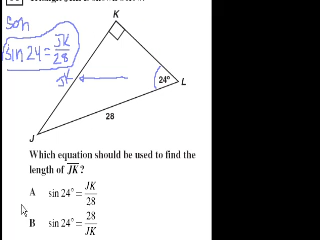 soh
sin 24 = JK/28
JK
K
24°
L
28
J
Which equation should be used to find the
length of JK?
A sin 24° = JK/28
B sin 24° = 28/JK